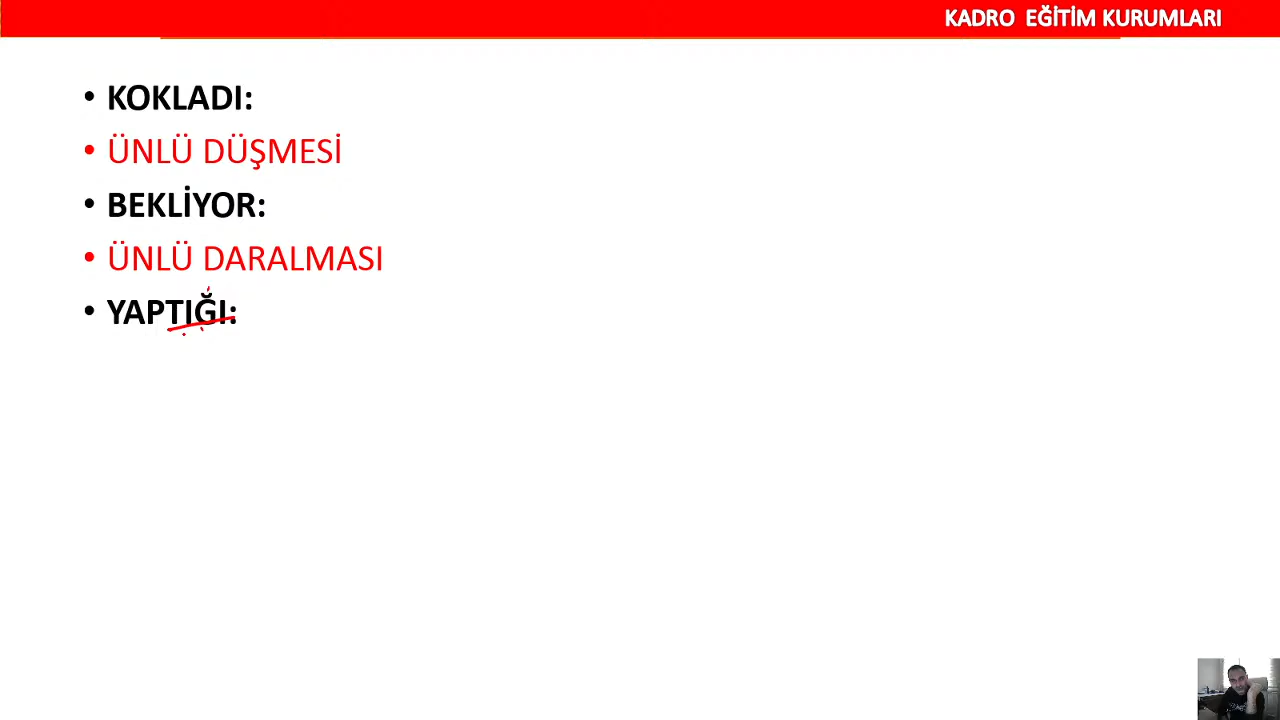 KADRO EĞİTİM KURUMLARI
• KOKLADI:
• ÜNLÜ DÜŞMESİ
• BEKLİYOR:
• ÜNLÜ DARALMASI
• YAPTIĞI: